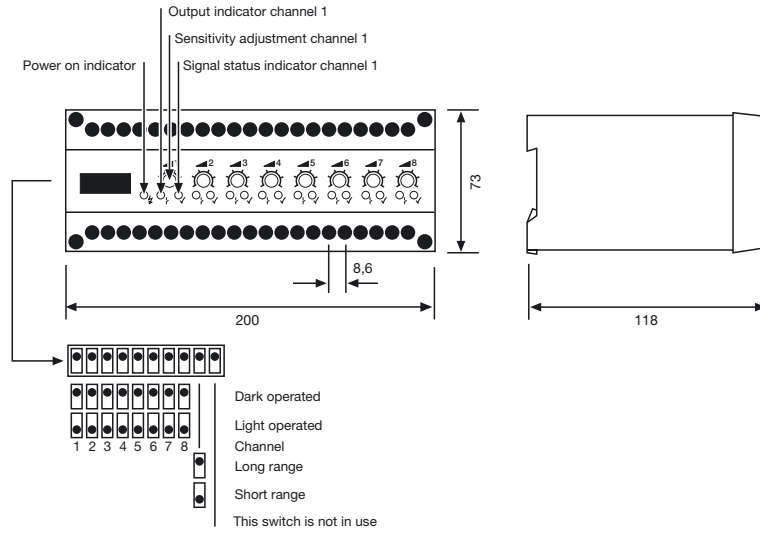 Output indicator channel 1
Sensitivity adjustment channel 1
Power on indicator
Signal status indicator channel 1
1 2 3 4 5 6 7 8
73
8,6
200
118
Dark operated
Light operated
1 2 3 4 5 6 7 8
Channel
Long range
Short range
This switch is not in use